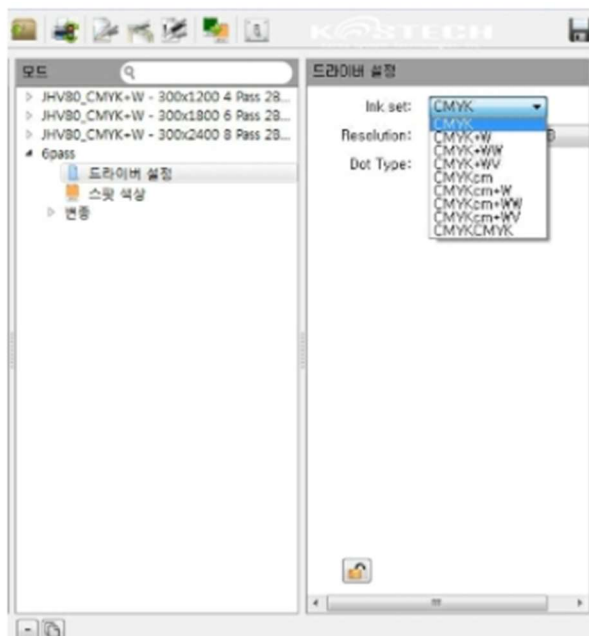 KOSTECH
모드
드라이버 설정
JHV80_CMYK+W - 300x1200 4 Pass 28...
JHV80_CMYK+W - 300x1800 6 Pass 28...
JHV80_CMYK+W - 300x2400 8 Pass 28...
6pass
드라이버 설정
스팟 색상
변종
Ink set: CMYK
Resolution:
Dot Type:
CMYK
CMYK+W
CMYK+WW
CMYK+WV
CMYKcm
CMYKcm+W
CMYKcm+WW
CMYKcm+WV
CMYKCMYK